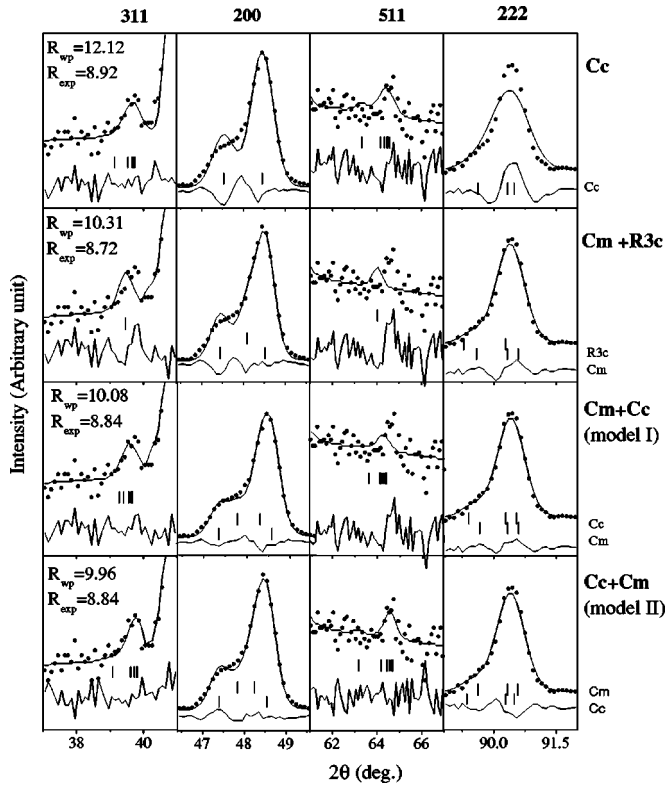 311 200 511 222
R_wp=12.12
R_exp=8.92
Cc
Cc
R_wp=10.31
R_exp=8.72
Cm +R3c
R3c
Cm
R_wp=10.08
R_exp=8.84
Cm+Cc
(model I)
Cc
Cm
R_wp=9.96
R_exp=8.84
Cc+Cm
(model II)
Cm
Cc
Intensity (Arbitrary unit)
38 40 47 48 49 62 64 66 90.0 91.5
2θ (deg.)